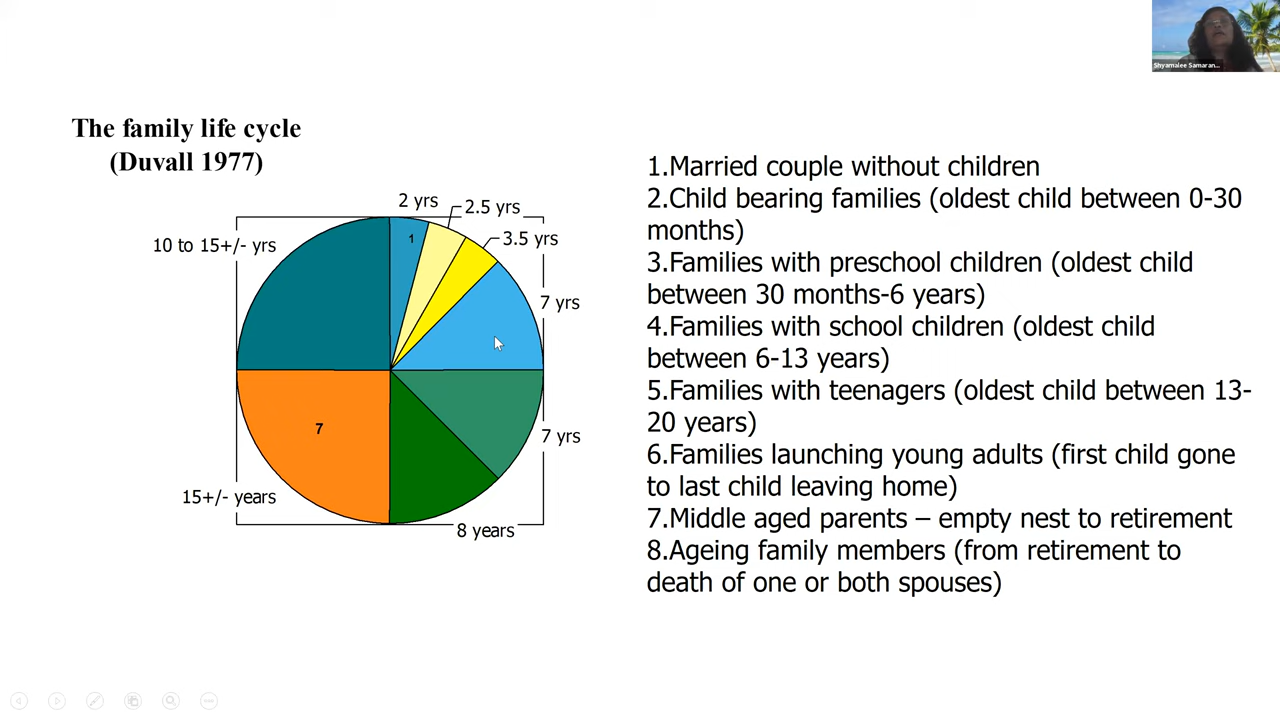 Shyamalee Samaran...
The family life cycle
(Duvall 1977)
2 yrs
2.5 yrs
3.5 yrs
10 to 15+/- yrs
1
7 yrs
7
7 yrs
15+/- years
8 years
1.Married couple without children
2.Child bearing families (oldest child between 0-30
months)
3.Families with preschool children (oldest child
between 30 months-6 years)
4.Families with school children (oldest child
between 6-13 years)
5.Families with teenagers (oldest child between 13-
20 years)
6.Families launching young adults (first child gone
to last child leaving home)
7.Middle aged parents – empty nest to retirement
8.Ageing family members (from retirement to
death of one or both spouses)